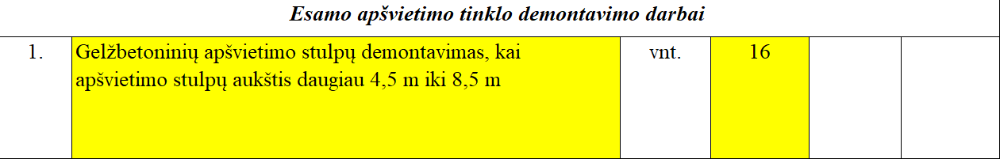 Esamo apšvietimo tinklo demontavimo darbai
1. Gelžbetoninių apšvietimo stulpų demontavimas, kai vnt. 16
apšvietimo stulpų aukštis daugiau 4,5 m iki 8,5 m